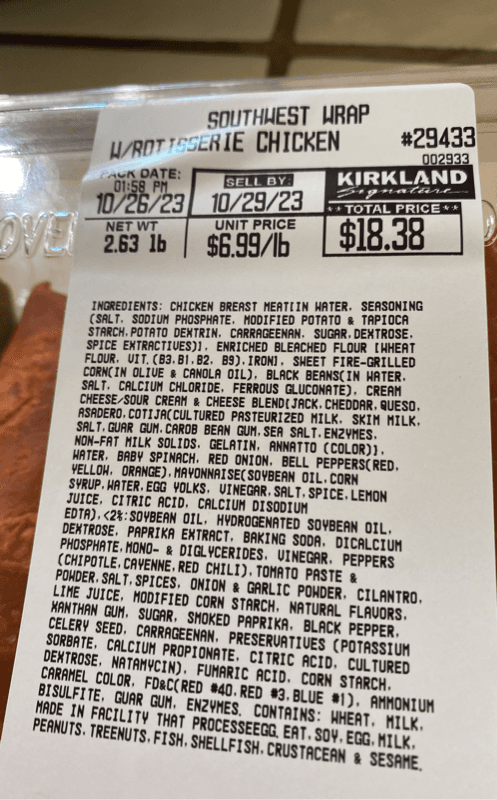 SOUTHWEST WRAP
W/ROTISSERIE CHICKEN
#29433
002933
PACK DATE:
01:58 PM
10/26/23
SELL BY:
10/29/23
KIRKLAND
Signature
NET WT
2.63 lb
UNIT PRICE
$6.99/lb
**TOTAL PRICE**
$18.38
INGREDIENTS: CHICKEN BREAST MEAT[IN WATER, SEASONING
(SALT, SODIUM PHOSPHATE, MODIFIED POTATO & TAPIOCA
STARCH, POTATO DEXTRIN, CARRAGEENAN, SUGAR, DEXTROSE,
SPICE EXTRACTIVES)], ENRICHED BLEACHED FLOUR [WHEAT
FLOUR, VIT.(B3,B1,B2, B9),IRON], SWEET FIRE-GRILLED
CORN(IN OLIVE & CANOLA OIL), BLACK BEANS(IN WATER,
SALT, CALCIUM CHLORIDE, FERROUS GLUCONATE), CREAM
CHEESE/SOUR CREAM & CHEESE BLEND[JACK,CHEDDAR,QUESO,
ASADERO,COTIJA(CULTURED PASTEURIZED MILK, SKIM MILK,
SALT,GUAR GUM,CAROB BEAN GUM,SEA SALT,ENZYMES,
NON-FAT MILK SOLIDS, GELATIN, ANNATTO (COLOR)],
WATER, BABY SPINACH, RED ONION, BELL PEPPERS(RED,
YELLOW, ORANGE),MAYONNAISE(SOYBEAN OIL,CORN
SYRUP,WATER,EGG YOLKS, VINEGAR,SALT,SPICE,LEMON
JUICE, CITRIC ACID, CALCIUM DISODIUM
EDTA),<2%:SOYBEAN OIL, HYDROGENATED SOYBEAN OIL,
DEXTROSE, PAPRIKA EXTRACT, BAKING SODA, DICALCIUM
PHOSPHATE,MONO- & DIGLYCERIDES, VINEGAR, PEPPERS
(CHIPOTLE,CAYENNE,RED CHILI),TOMATO PASTE &
POWDER,SALT,SPICES, ONION & GARLIC POWDER, CILANTRO,
LIME JUICE, MODIFIED CORN STARCH, NATURAL FLAVORS,
XANTHAN GUM, SUGAR, SMOKED PAPRIKA, BLACK PEPPER,
CELERY SEED, CARRAGEENAN, PRESERVATIVES (POTASSIUM
SORBATE, CALCIUM PROPIONATE, CITRIC ACID, CULTURED
DEXTROSE, NATAMYCIN), FUMARIC ACID, CORN STARCH,
CARAMEL COLOR, FD&C(RED #40,RED #3,BLUE #1), AMMONIUM
BISULFITE, GUAR GUM, ENZYMES, CONTAINS: WHEAT, MILK,
MADE IN FACILITY THAT PROCESSEEGG, EAT,SOY,EGG,MILK,
PEANUTS,TREENUTS,FISH,SHELLFISH,CRUSTACEAN & SESAME.